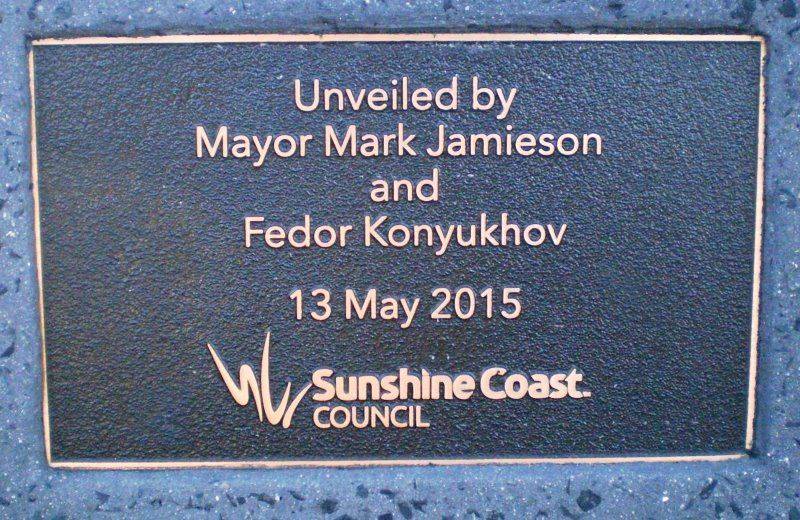 Unveiled by
Mayor Mark Jamieson
and
Fedor Konyukhov
13 May 2015
Sunshine Coast.
COUNCIL